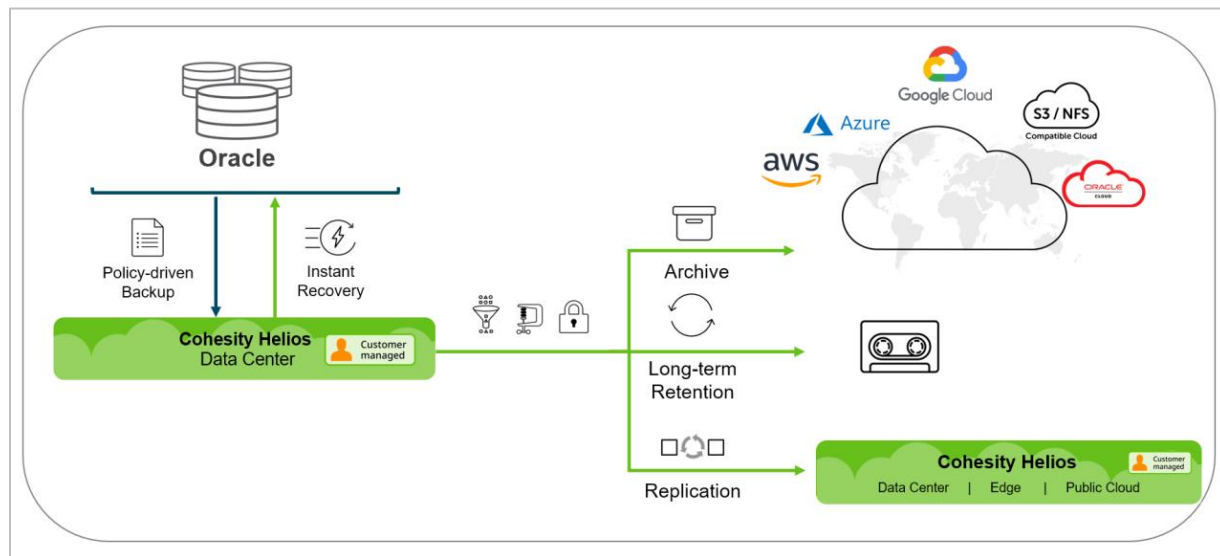 Google Cloud
S3 / NFS
Compatible Cloud
Azure
aws
ORACLE
CLOUD
Oracle
Policy-driven
Backup
Instant
Recovery
Archive
Cohesity Helios
Data Center
Customer
managed
Long-term
Retention
Replication
Cohesity Helios
Data Center | Edge | Public Cloud
Customer
managed